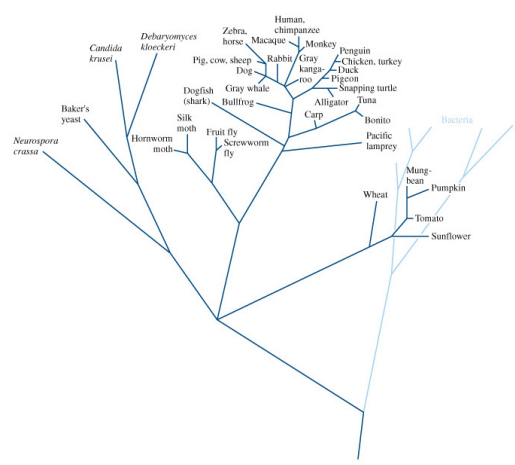 Human,
chimpanzee
Zebra,
horse
Macaque
Monkey
Debaryomyces
kloeckeri
Candida
krusei
Penguin
Chicken, turkey
Pig, cow, sheep
Rabbit
Gray
kanga-
roo
Duck
Dog
Pigeon
Gray whale
Snapping turtle
Dogfish
(shark)
Bullfrog
Alligator
Tuna
Carp
Bonito
Baker's
yeast
Silk
moth
Fruit fly
Bacteria
Neurospora
crassa
Hornworm
moth
Screwworm
fly
Pacific
lamprey
Mung-
bean
Pumpkin
Wheat
Tomato
Sunflower